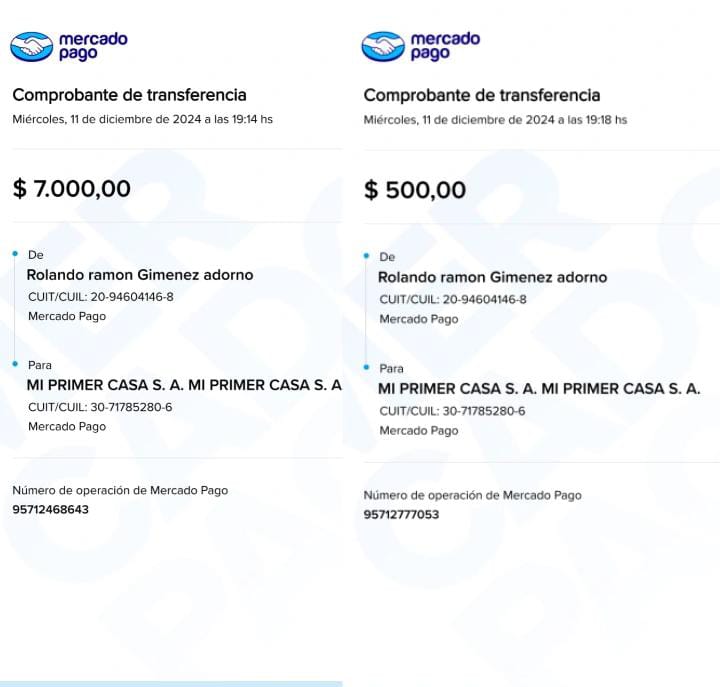 mercado
pago
Comprobante de transferencia
Miércoles, 11 de diciembre de 2024 a las 19:14 hs
$ 7.000,00
De
Rolando ramon Gimenez adorno
CUIT/CUIL: 20-94604146-8
Mercado Pago
Para
MI PRIMER CASA S. A. MI PRIMER CASA S. A
CUIT/CUIL: 30-71785280-6
Mercado Pago
Número de operación de Mercado Pago
95712468643
mercado
pago
Comprobante de transferencia
Miércoles, 11 de diciembre de 2024 a las 19:18 hs
$ 500,00
De
Rolando ramon Gimenez adorno
CUIT/CUIL: 20-94604146-8
Mercado Pago
Para
MI PRIMER CASA S. A. MI PRIMER CASA S. A.
CUIT/CUIL: 30-71785280-6
Mercado Pago
Número de operación de Mercado Pago
95712777053